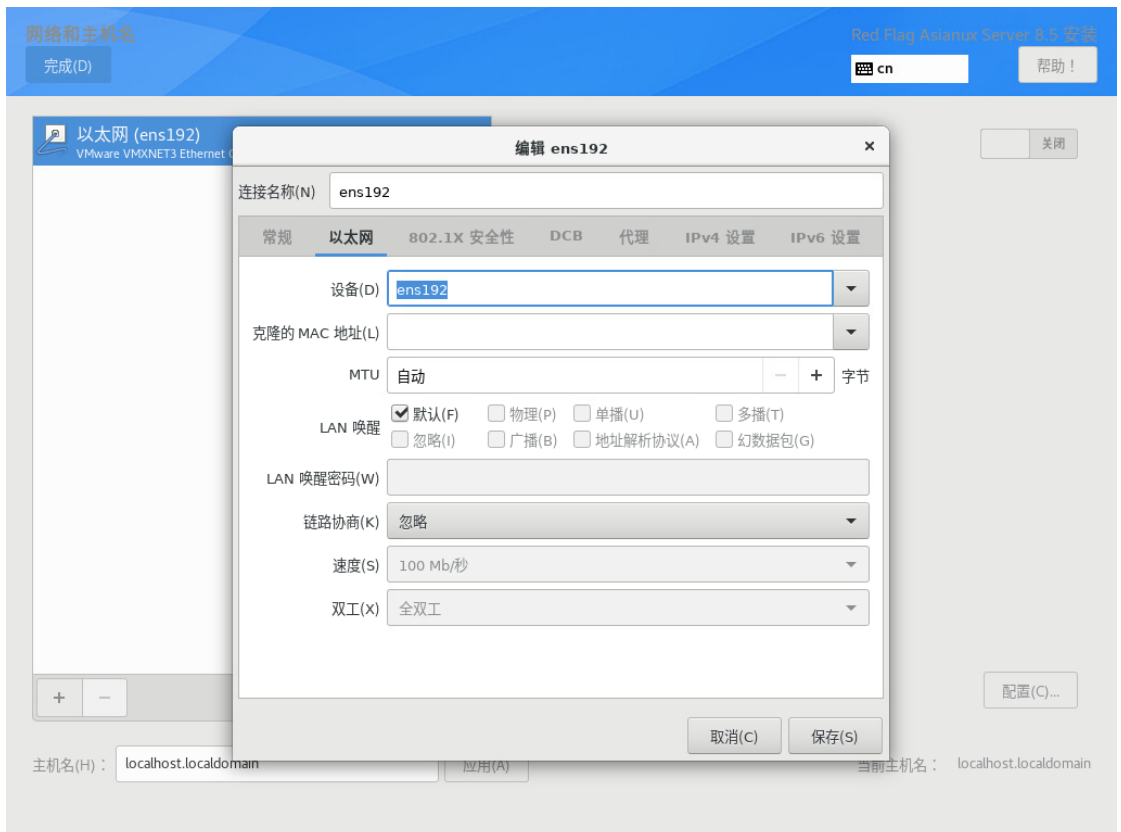 网络和主机名
Red Flag Asianux Server 8.5 安装
完成(D)
cn
帮助！
以太网 (ens192)
VMware VMXNET3 Ethernet
关闭
编辑 ens192
连接名称(N) ens192
常规 以太网 802.1X 安全性 DCB 代理 IPv4 设置 IPv6 设置
设备(D) ens192
克隆的 MAC 地址(L)
MTU 自动 字节
LAN 唤醒 默认(F) 物理(P) 单播(U) 多播(T)
忽略(I) 广播(B) 地址解析协议(A) 幻数据包(G)
LAN 唤醒密码(W)
链路协商(K) 忽略
速度(S) 100 Mb/秒
双工(X) 全双工
配置(C)...
取消(C) 保存(S)
主机名(H)： localhost.localdomain 应用(A) 当前主机名： localhost.localdomain